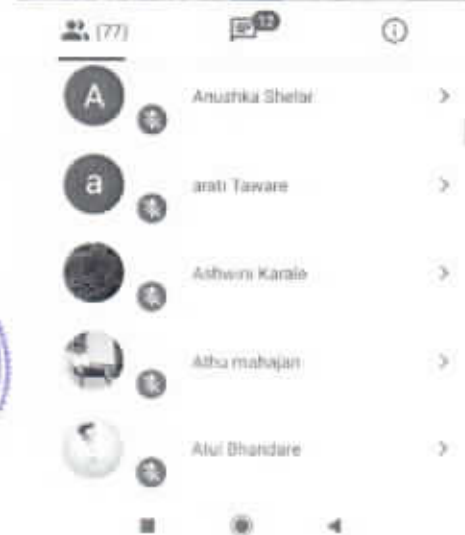 (77) 12
A Anushka Shelar
a arati Taware
Ashwini Karale
Athu mahajan
Atul Bhandare